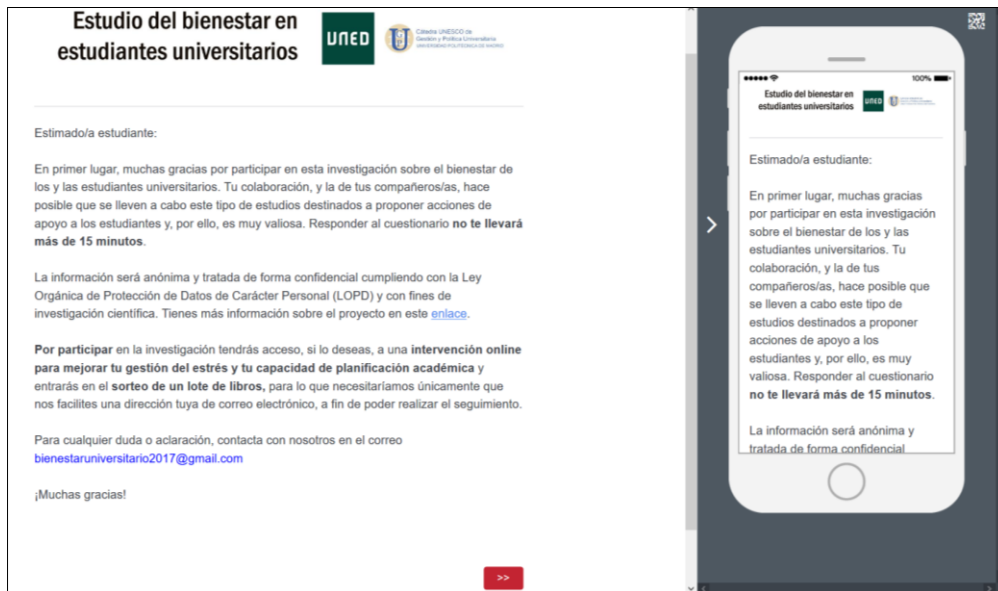 Estudio del bienestar en
estudiantes universitarios
UNED
Cátedra UNESCO de
Gestión y Política Universitaria
UNIVERSIDAD POLITÉCNICA DE MADRID
Estimado/a estudiante:
En primer lugar, muchas gracias por participar en esta investigación sobre el bienestar de
los y las estudiantes universitarios. Tu colaboración, y la de tus compañeros/as, hace
posible que se lleven a cabo este tipo de estudios destinados a proponer acciones de
apoyo a los estudiantes y, por ello, es muy valiosa. Responder al cuestionario no te llevará
más de 15 minutos.
La información será anónima y tratada de forma confidencial cumpliendo con la Ley
Orgánica de Protección de Datos de Carácter Personal (LOPD) y con fines de
investigación científica. Tienes más información sobre el proyecto en este enlace.
Por participar en la investigación tendrás acceso, si lo deseas, a una intervención online
para mejorar tu gestión del estrés y tu capacidad de planificación académica y
entrarás en el sorteo de un lote de libros, para lo que necesitaríamos únicamente que
nos facilites una dirección tuya de correo electrónico, a fin de poder realizar el seguimiento.
Para cualquier duda o aclaración, contacta con nosotros en el correo
bienestaruniversitario2017@gmail.com
¡Muchas gracias!
>>
100%
Estudio del bienestar en
estudiantes universitarios
UNED
Estimado/a estudiante:
En primer lugar, muchas gracias
por participar en esta investigación
sobre el bienestar de los y las
estudiantes universitarios. Tu
colaboración, y la de tus
compañeros/as, hace posible que
se lleven a cabo este tipo de
estudios destinados a proponer
acciones de apoyo a los
estudiantes y, por ello, es muy
valiosa. Responder al cuestionario
no te llevará más de 15 minutos.
La información será anónima y
tratada de forma confidencial